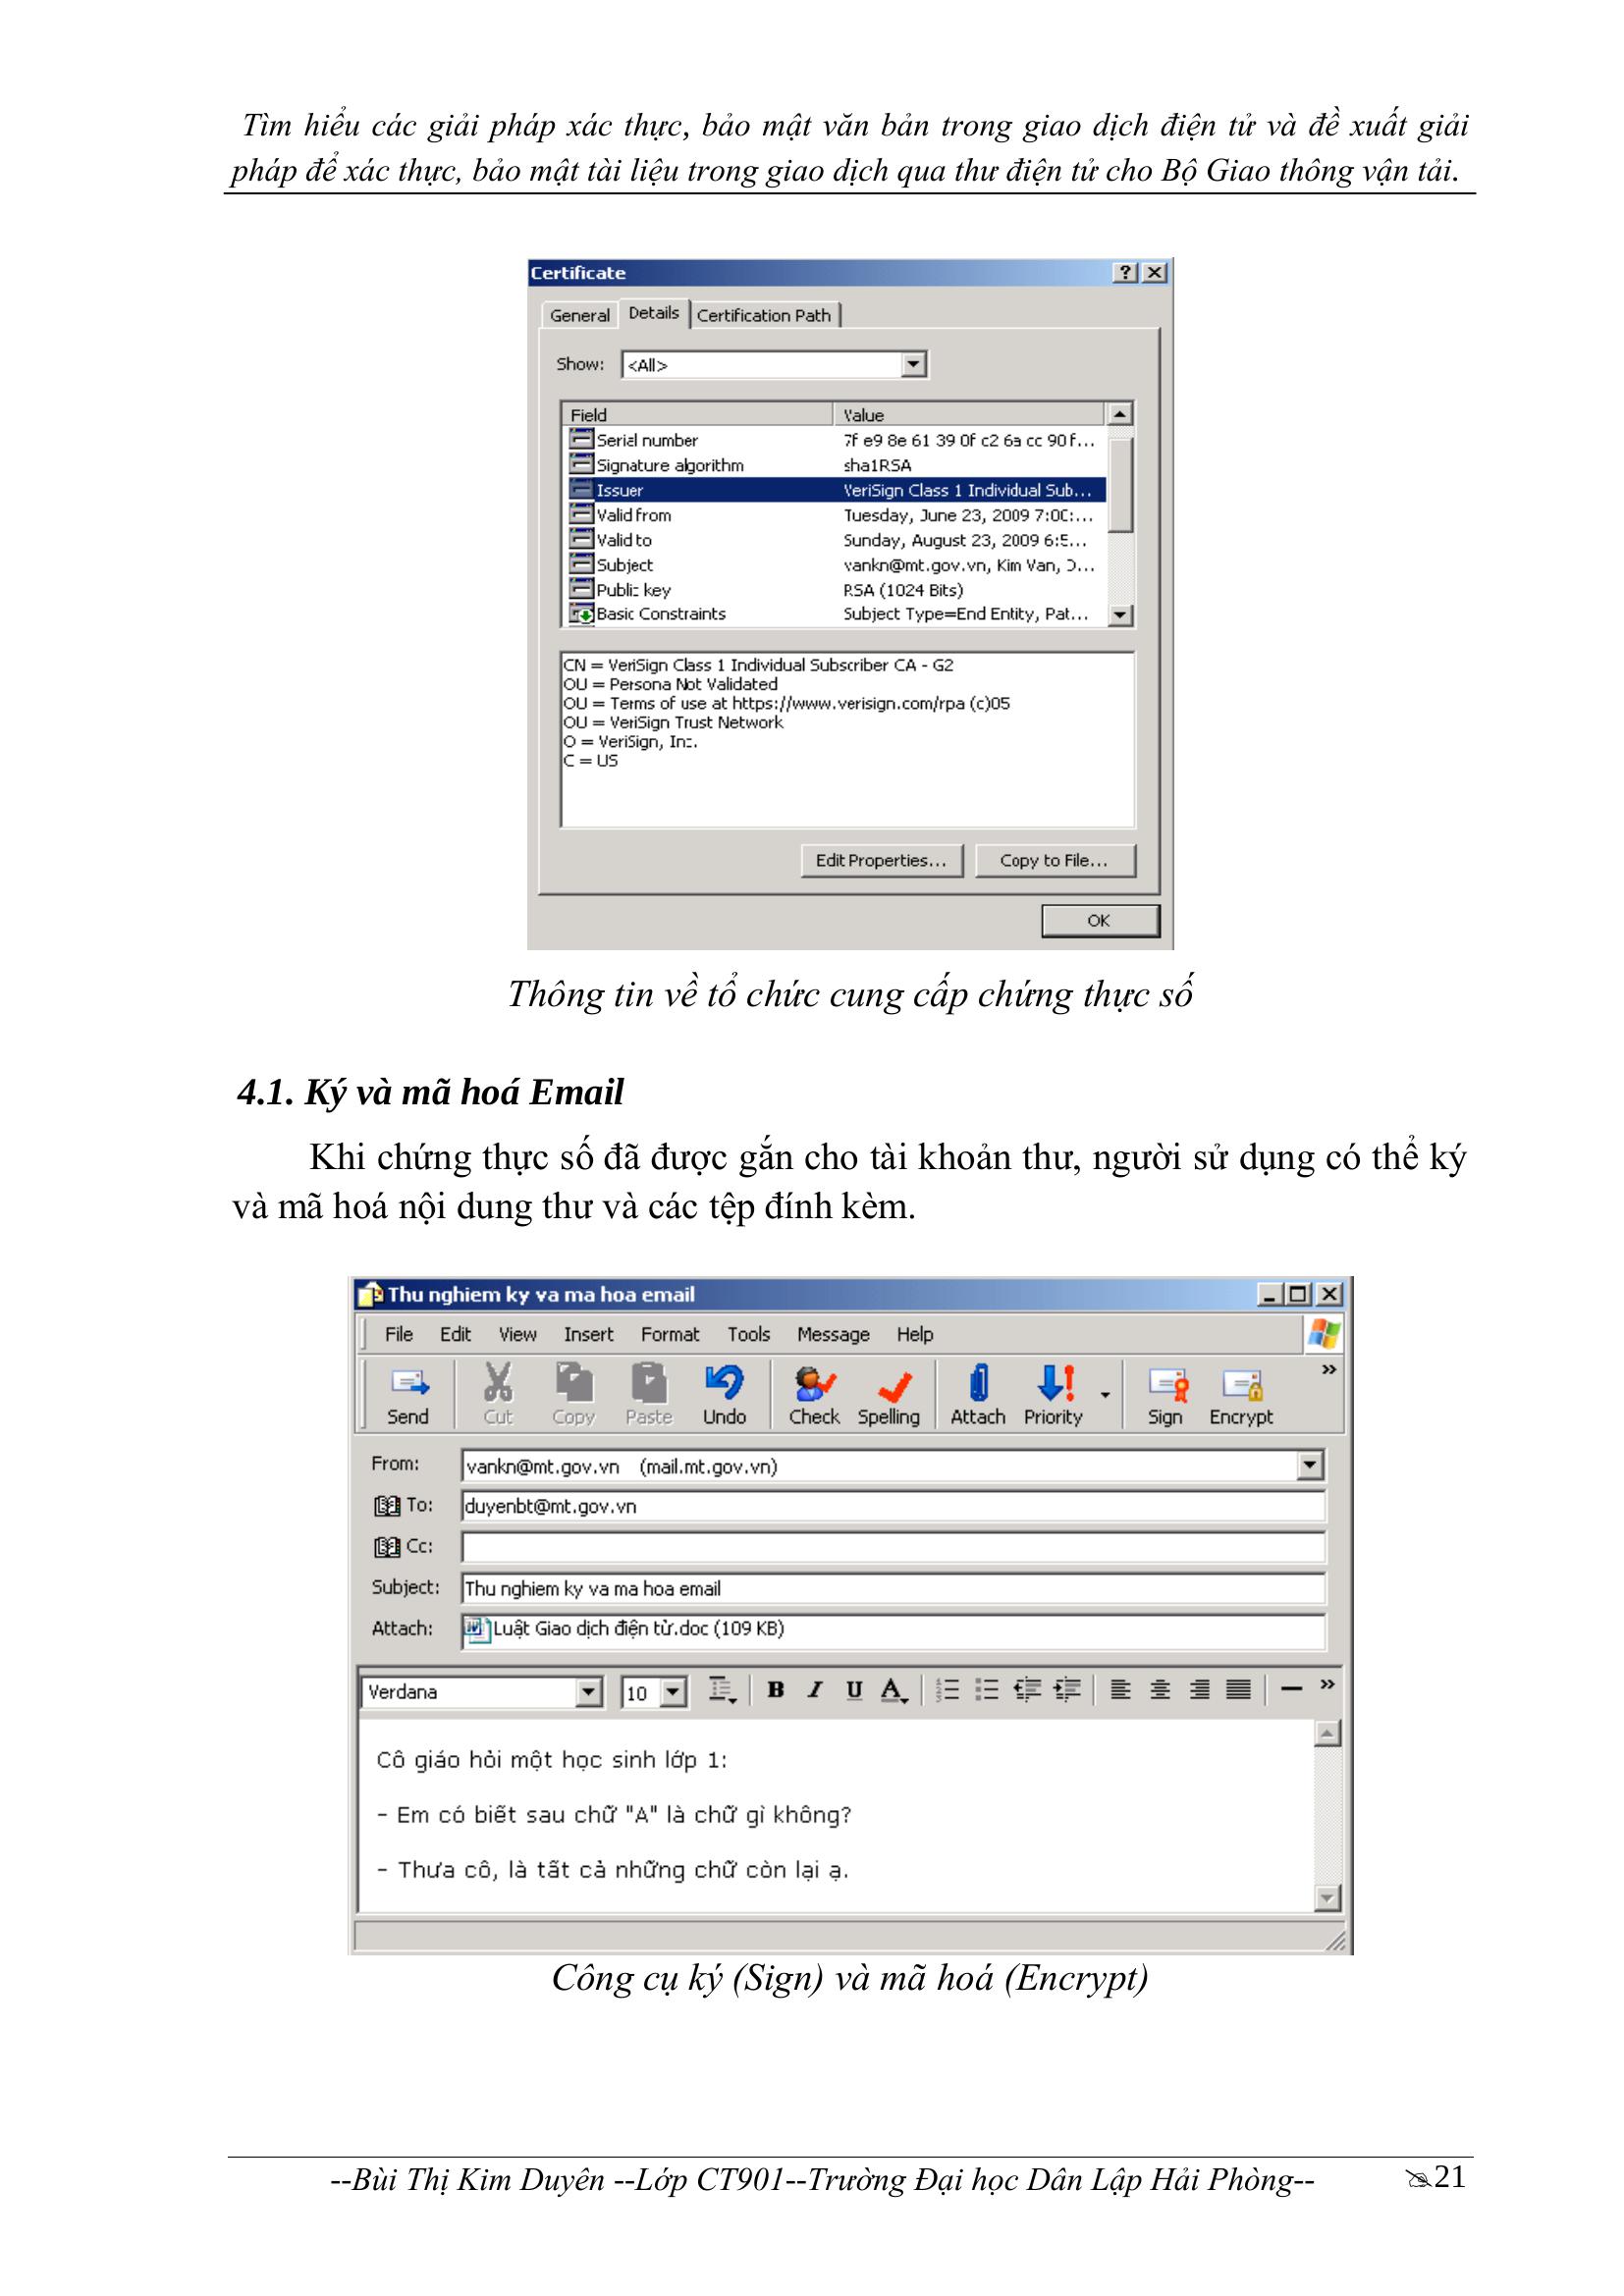 Tìm hiểu các giải pháp xác thực, bảo mật văn bản trong giao dịch điện tử và đề xuất giải
pháp để xác thực, bảo mật tài liệu trong giao dịch qua thư điện tử cho Bộ Giao thông vận tải.
Certificate
General Details Certification Path
Show: <All>
Field Value
Serial number 7f e9 8e 61 39 0f c2 6a cc 90 f...
Signature algorithm sha1RSA
Issuer VeriSign Class 1 Individual Sub...
Valid from Tuesday, June 23, 2009 7:00:...
Valid to Sunday, August 23, 2009 6:5...
Subject vankn@mt.gov.vn, Kim Van, D...
Public key RSA (1024 Bits)
Basic Constraints Subject Type=End Entity, Pat...
CN = VeriSign Class 1 Individual Subscriber CA - G2
OU = Persona Not Validated
OU = Terms of use at https://www.verisign.com/rpa (c)05
OU = VeriSign Trust Network
O = VeriSign, Inc.
C = US
Edit Properties... Copy to File...
OK
Thông tin về tổ chức cung cấp chứng thực số
4.1. Ký và mã hoá Email
Khi chứng thực số đã được gắn cho tài khoản thư, người sử dụng có thể ký
và mã hoá nội dung thư và các tệp đính kèm.
Thu nghiem ky va ma hoa email
File Edit View Insert Format Tools Message Help
Send Cut Copy Paste Undo Check Spelling Attach Priority Sign Encrypt
From: vankn@mt.gov.vn (mail.mt.gov.vn)
To: duyenbt@mt.gov.vn
Cc:
Subject: Thu nghiem ky va ma hoa email
Attach: Luật Giao dịch điện tử.doc (109 KB)
Verdana 10 B I U A
Cô giáo hỏi một học sinh lớp 1:
- Em có biết sau chữ "A" là chữ gì không?
- Thưa cô, là tất cả những chữ còn lại ạ.
Công cụ ký (Sign) và mã hoá (Encrypt)
--Bùi Thị Kim Duyên --Lớp CT901--Trường Đại học Dân Lập Hải Phòng-- 21